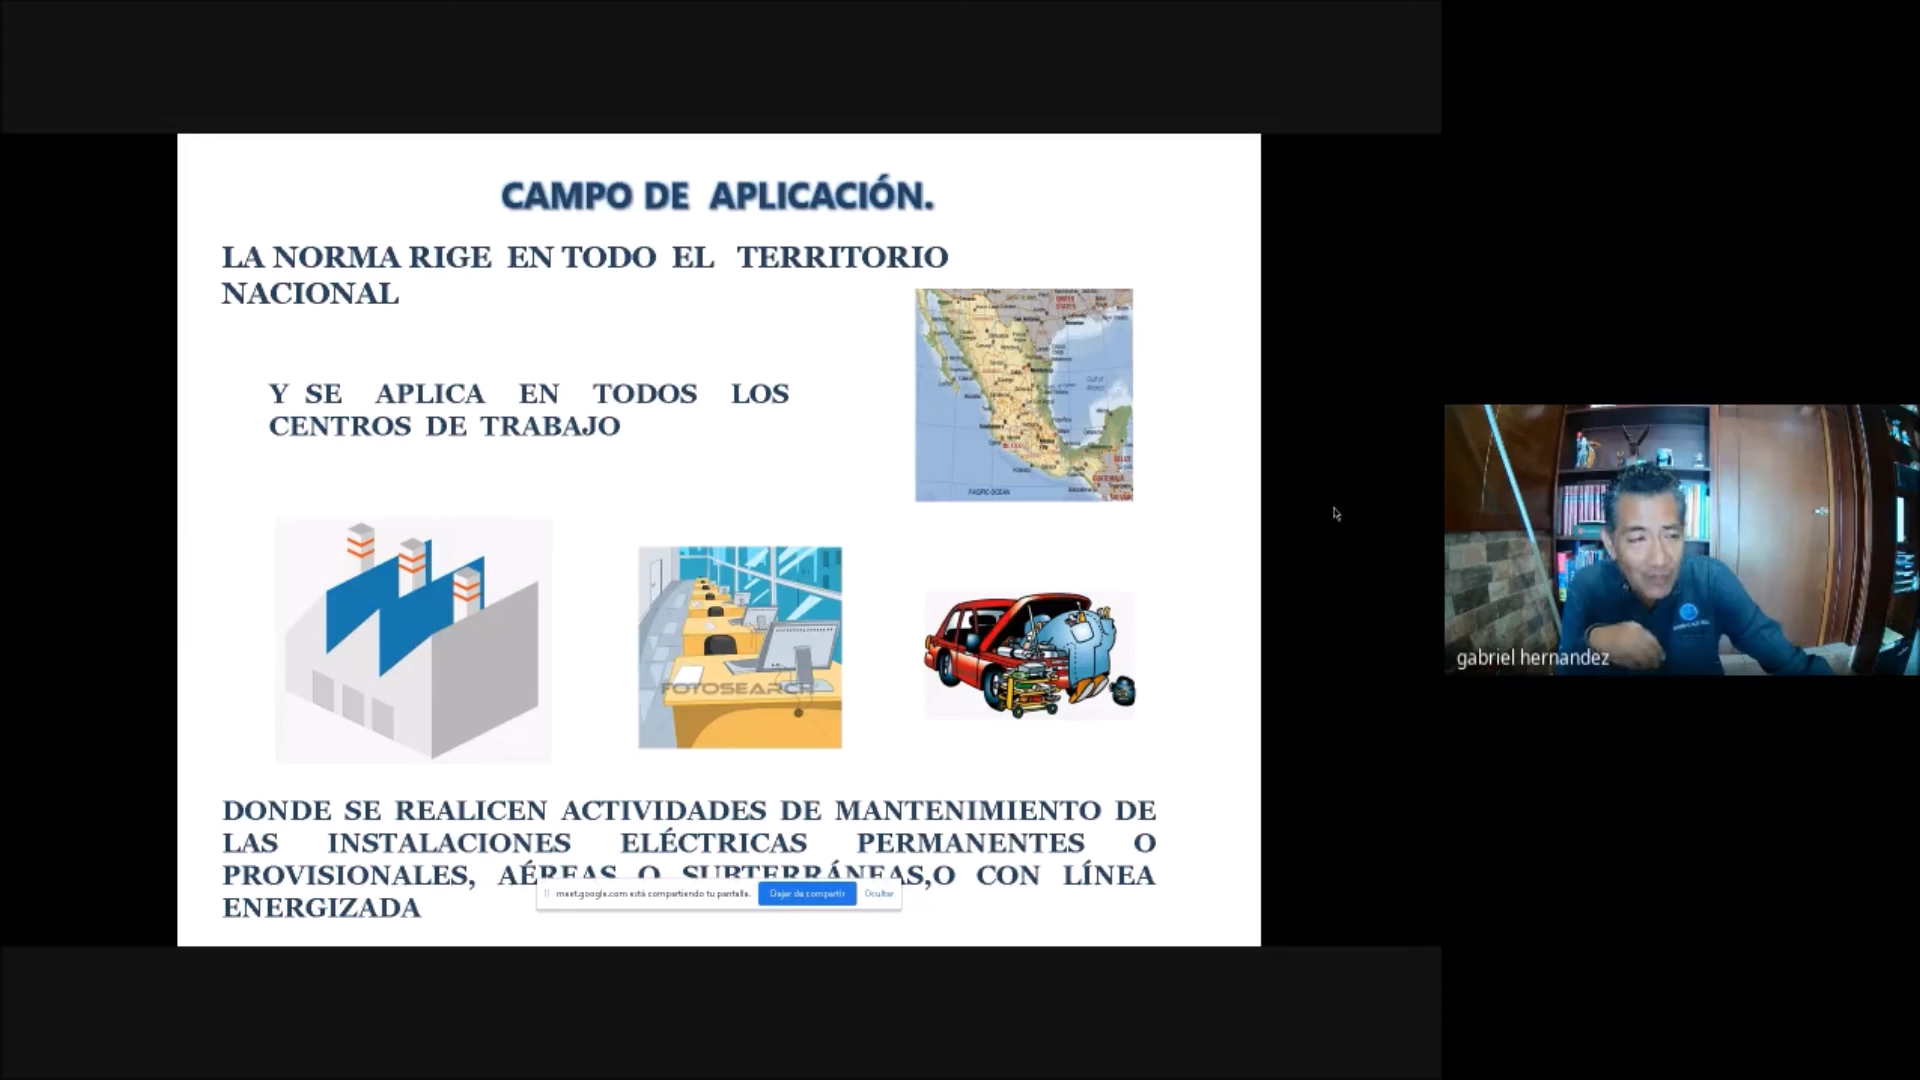 CAMPO DE APLICACIÓN.
LA NORMA RIGE EN TODO EL TERRITORIO
NACIONAL
Y SE APLICA EN TODOS LOS
CENTROS DE TRABAJO
PACIFIC OCEAN
FOTOSEARCH
gabriel hernandez
DONDE SE REALICEN ACTIVIDADES DE MANTENIMIENTO DE
LAS INSTALACIONES ELÉCTRICAS PERMANENTES O
PROVISIONALES, AÉREAS O SUBTERRÁNEAS,O CON LÍNEA
meet.google.com está compartiendo tu pantalla. Dejar de compartir Ocultar
ENERGIZADA